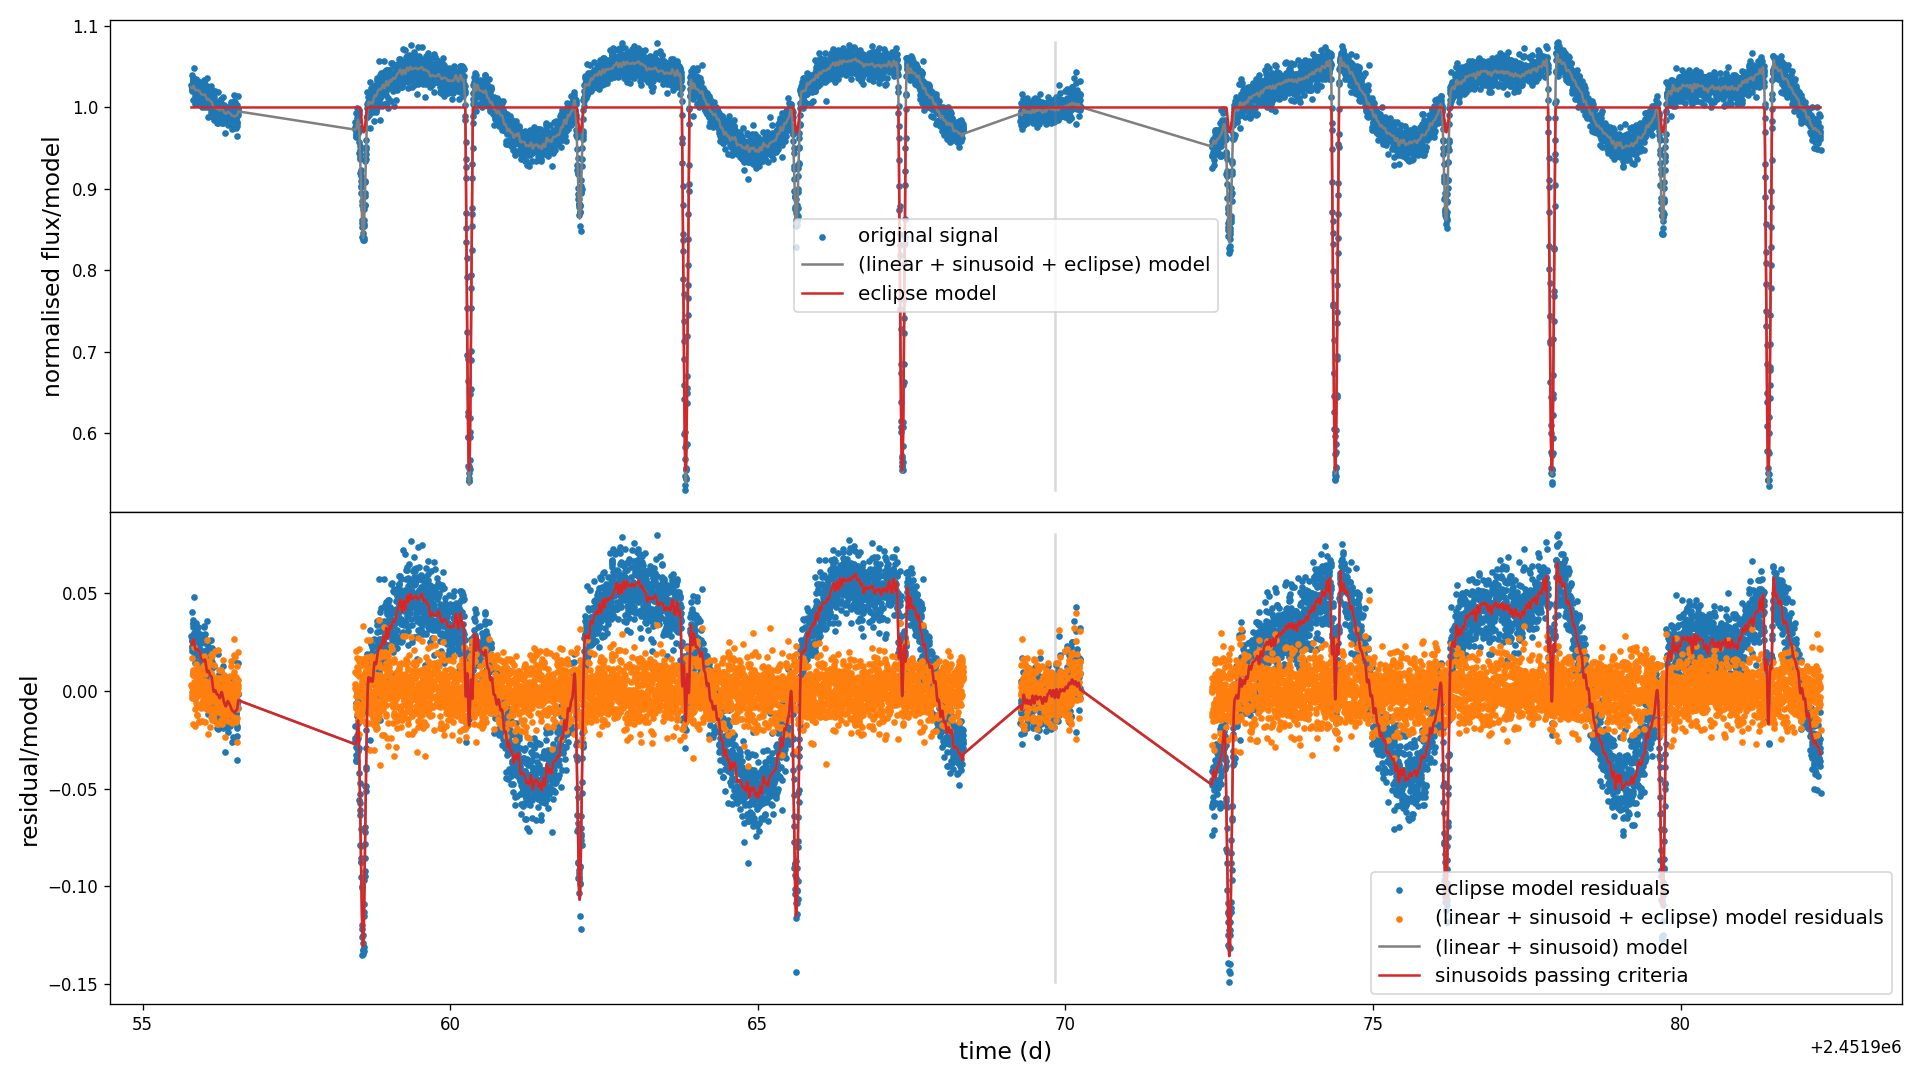 1.1
1.0
0.9
0.8
0.7
0.6
normalised flux/model
original signal
(linear + sinusoid + eclipse) model
eclipse model
0.05
0.00
−0.05
−0.10
−0.15
residual/model
eclipse model residuals
(linear + sinusoid + eclipse) model residuals
(linear + sinusoid) model
sinusoids passing criteria
55 60 65 70 75 80
time (d)
+2.4519e6